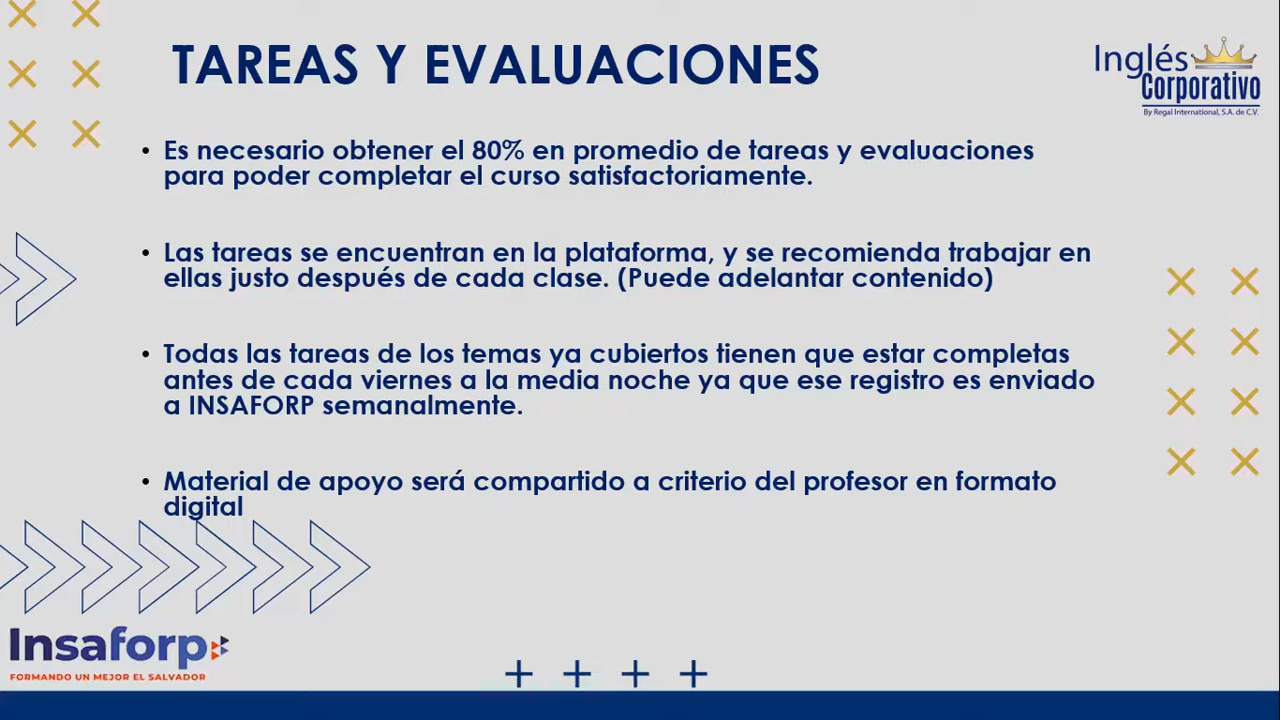 TAREAS Y EVALUACIONES
Inglés
Corporativo
By Regal International, S.A. de C.V.
• Es necesario obtener el 80% en promedio de tareas y evaluaciones
para poder completar el curso satisfactoriamente.
• Las tareas se encuentran en la plataforma, y se recomienda trabajar en
ellas justo después de cada clase. (Puede adelantar contenido)
• Todas las tareas de los temas ya cubiertos tienen que estar completas
antes de cada viernes a la media noche ya que ese registro es enviado
a INSAFORP semanalmente.
• Material de apoyo será compartido a criterio del profesor en formato
digital
Insaforp
FORMANDO UN MEJOR EL SALVADOR